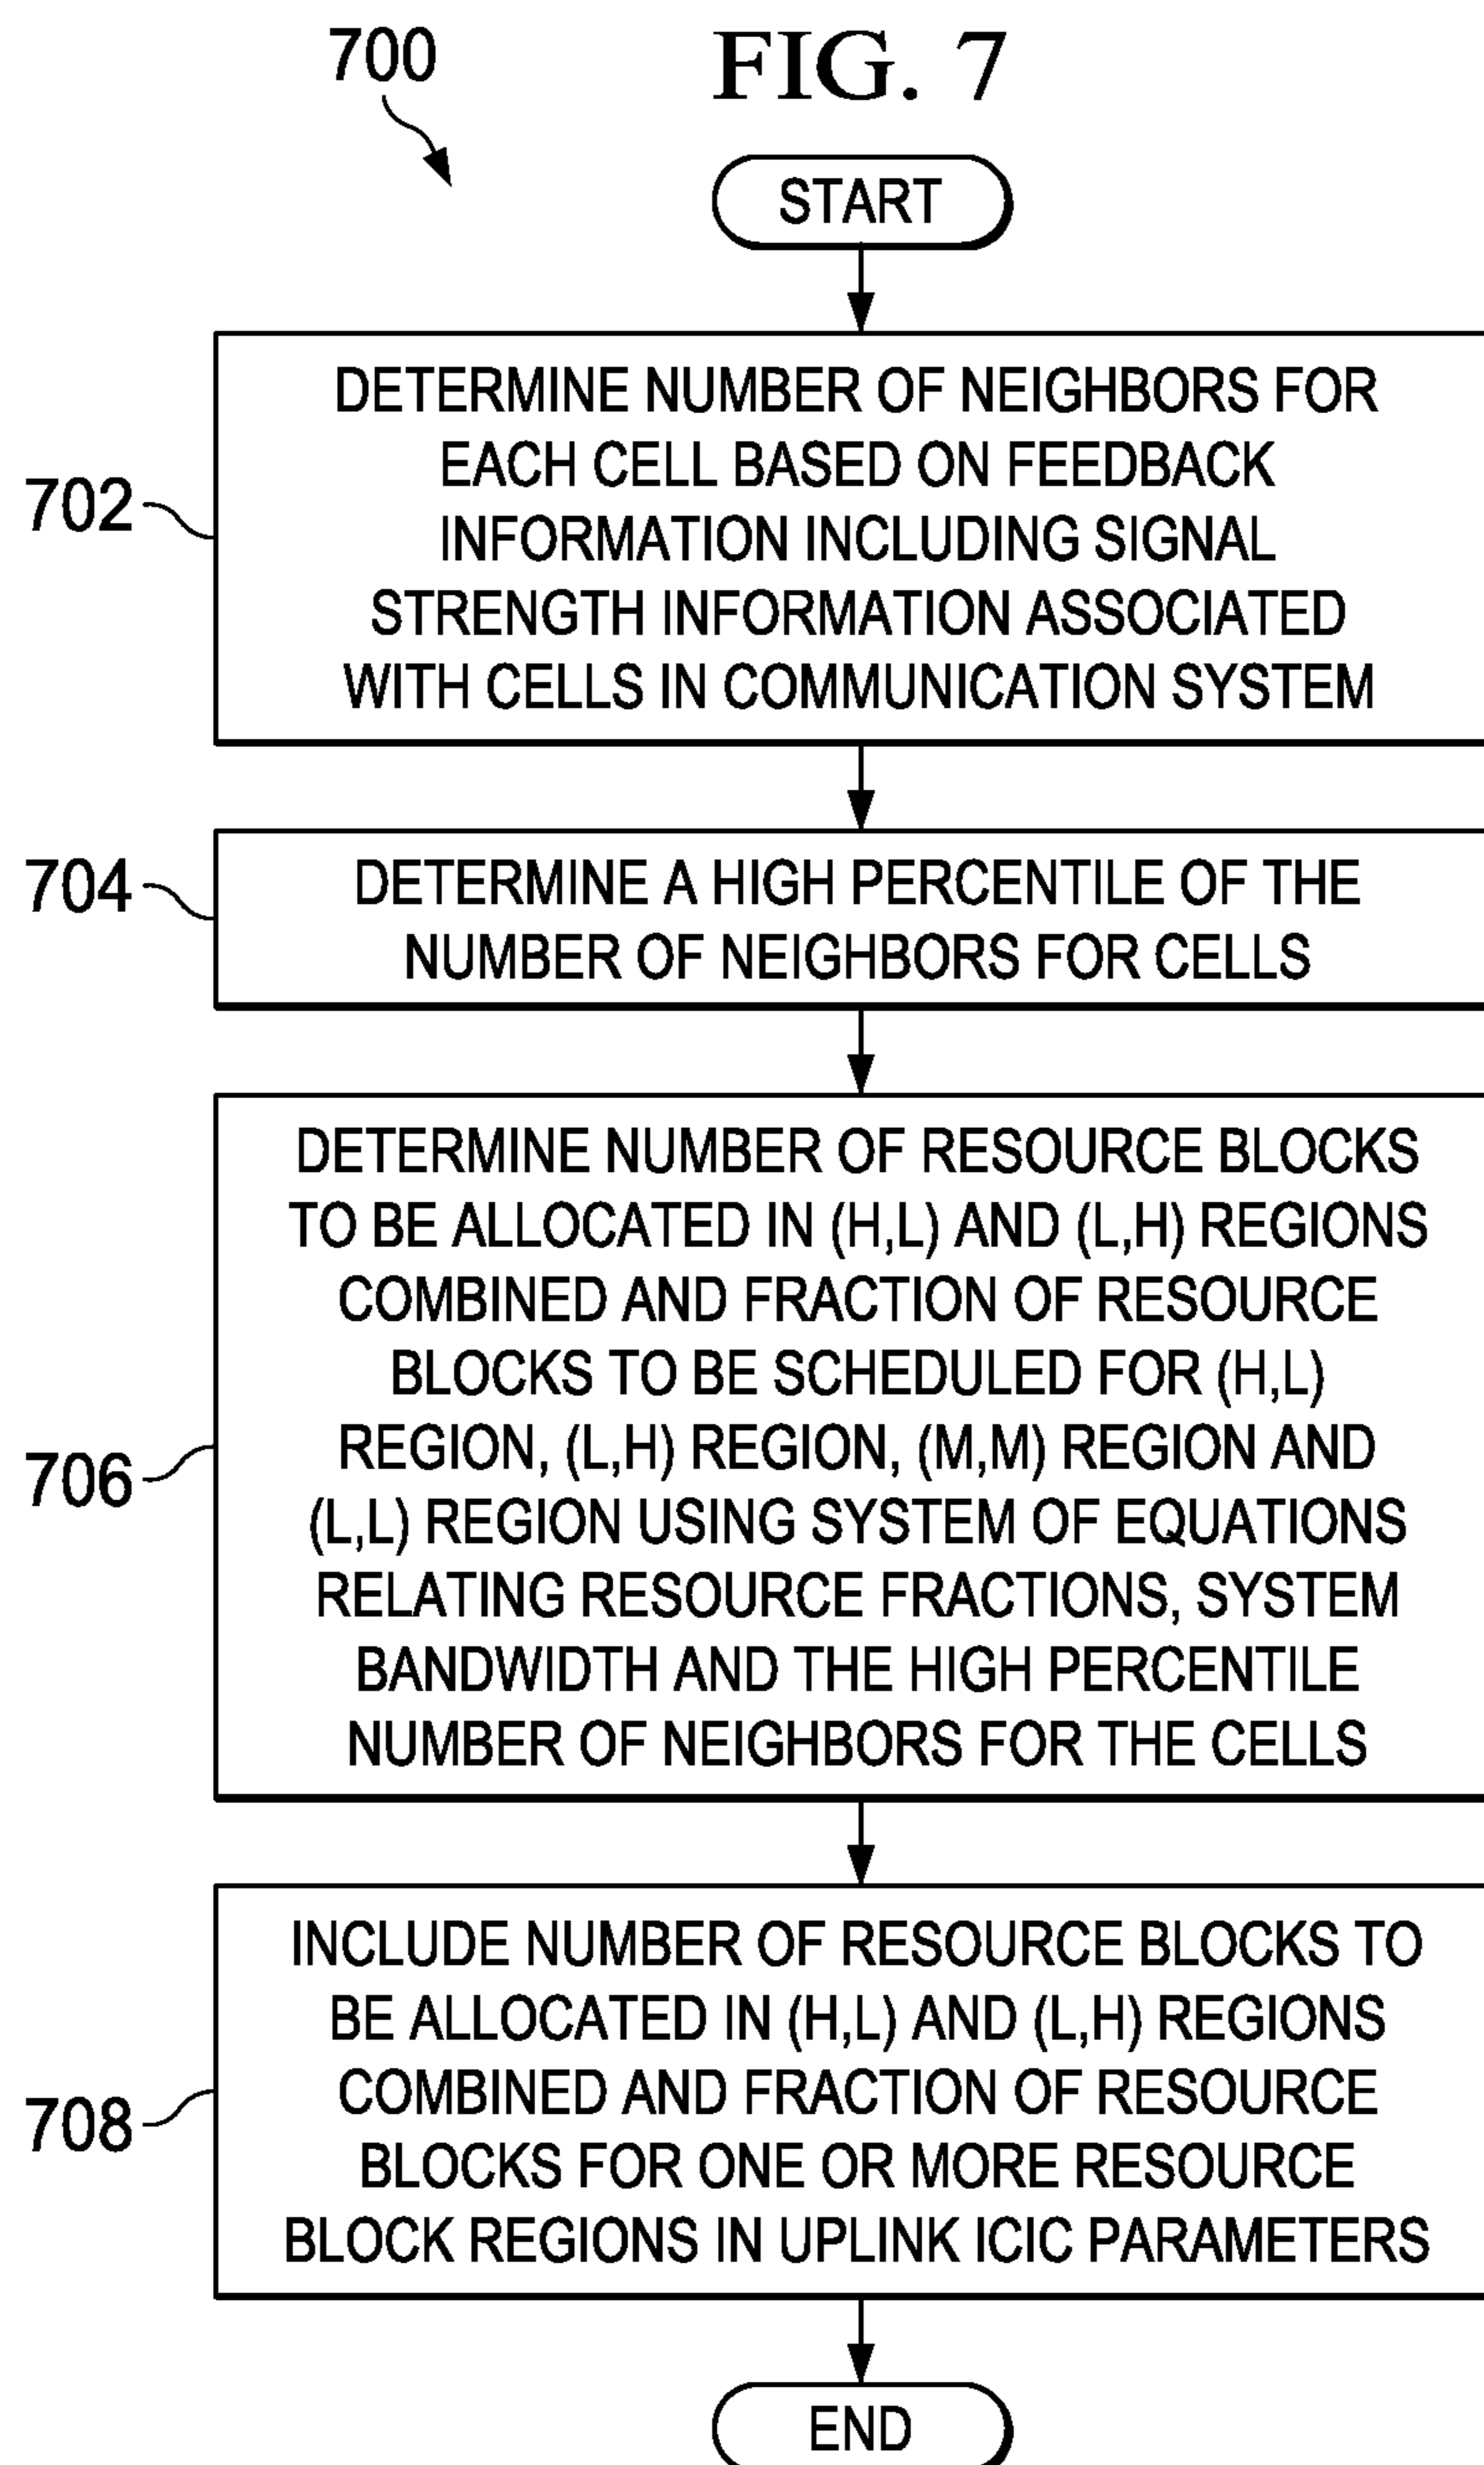 700
FIG. 7
START
702
DETERMINE NUMBER OF NEIGHBORS FOR
EACH CELL BASED ON FEEDBACK
INFORMATION INCLUDING SIGNAL
STRENGTH INFORMATION ASSOCIATED
WITH CELLS IN COMMUNICATION SYSTEM
704
DETERMINE A HIGH PERCENTILE OF THE
NUMBER OF NEIGHBORS FOR CELLS
706
DETERMINE NUMBER OF RESOURCE BLOCKS
TO BE ALLOCATED IN (H,L) AND (L,H) REGIONS
COMBINED AND FRACTION OF RESOURCE
BLOCKS TO BE SCHEDULED FOR (H,L)
REGION, (L,H) REGION, (M,M) REGION AND
(L,L) REGION USING SYSTEM OF EQUATIONS
RELATING RESOURCE FRACTIONS, SYSTEM
BANDWIDTH AND THE HIGH PERCENTILE
NUMBER OF NEIGHBORS FOR THE CELLS
708
INCLUDE NUMBER OF RESOURCE BLOCKS TO
BE ALLOCATED IN (H,L) AND (L,H) REGIONS
COMBINED AND FRACTION OF RESOURCE
BLOCKS FOR ONE OR MORE RESOURCE
BLOCK REGIONS IN UPLINK ICIC PARAMETERS
END